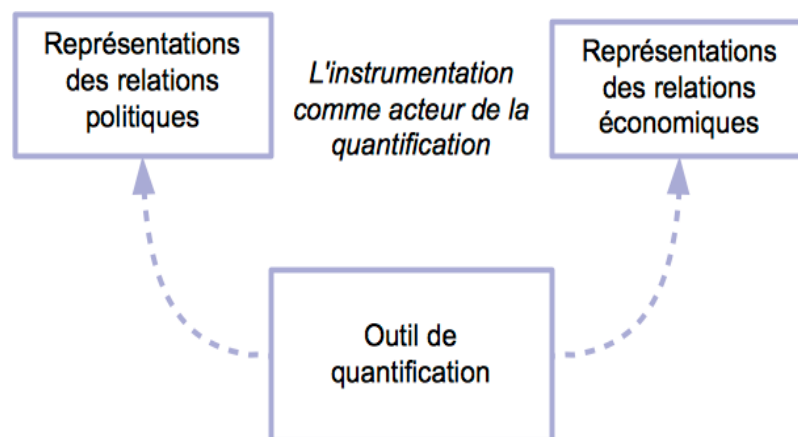 Représentations
des relations
politiques
L'instrumentation
comme acteur de la
quantification
Représentations
des relations
économiques
Outil de
quantification